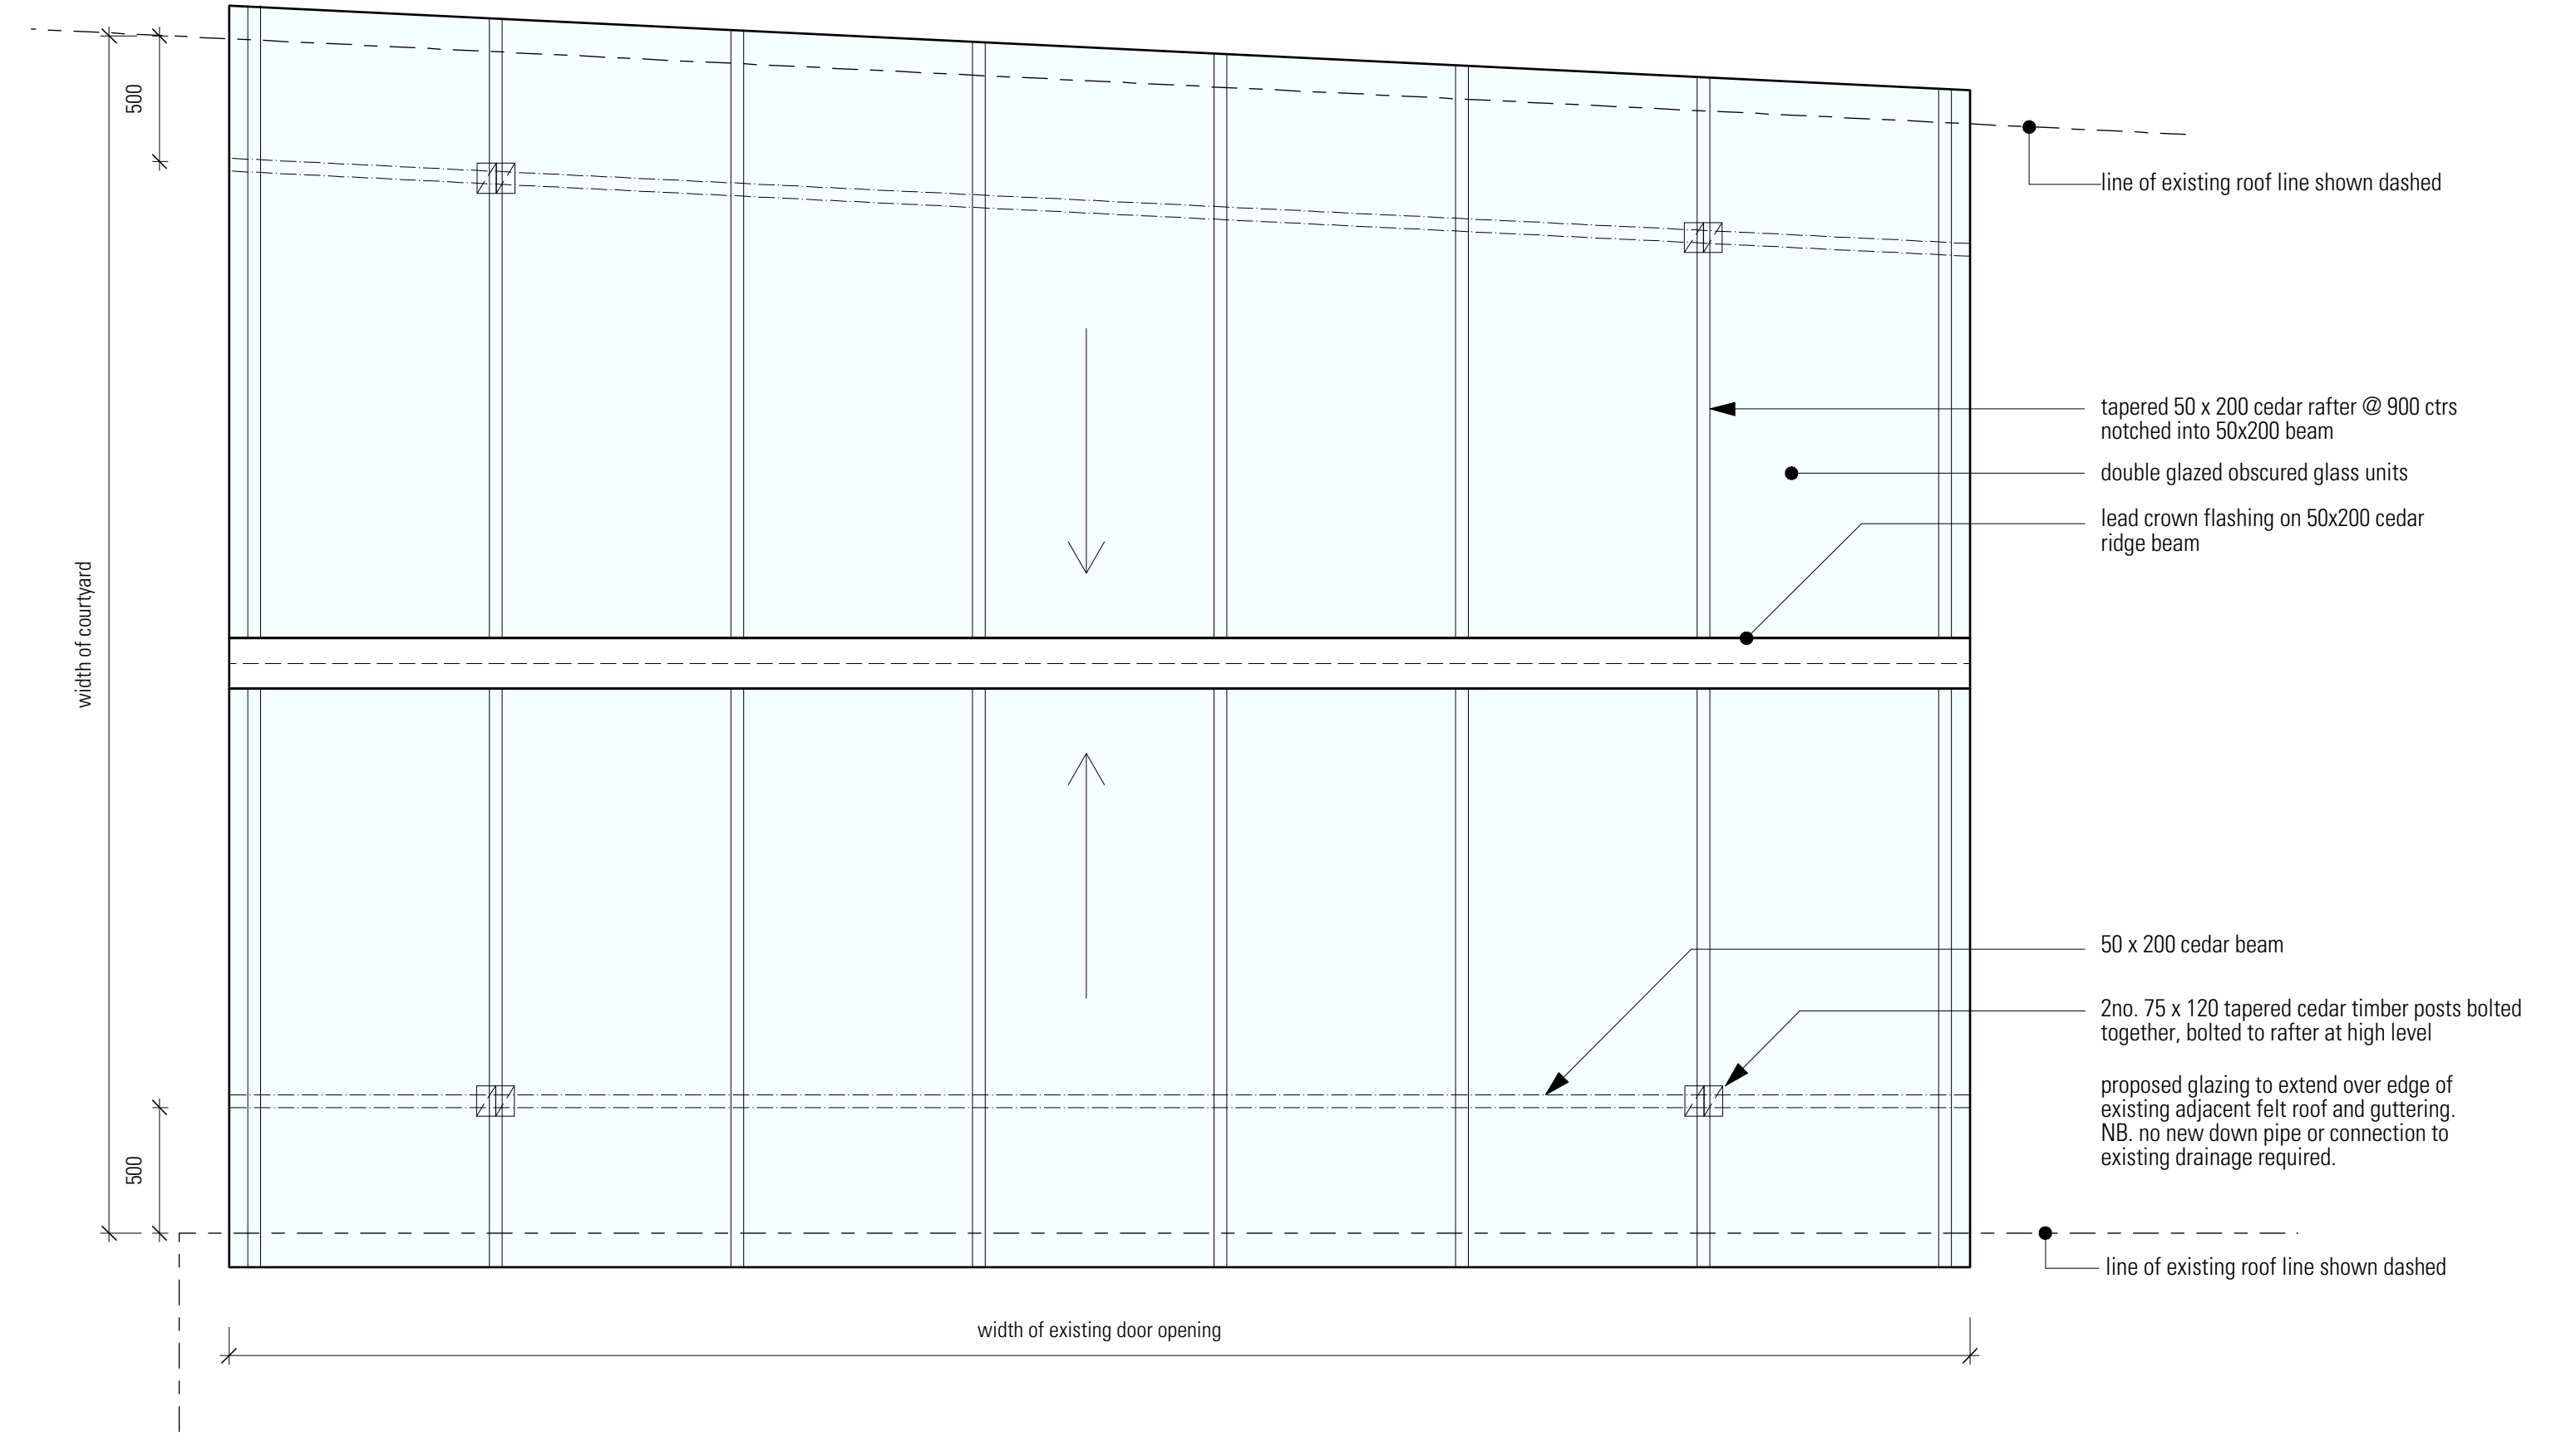 500
line of existing roof line shown dashed
tapered 50 x 200 cedar rafter @ 900 ctrs
notched into 50x200 beam
double glazed obscured glass units
lead crown flashing on 50x200 cedar
ridge beam
width of courtyard
50 x 200 cedar beam
2no. 75 x 120 tapered cedar timber posts bolted
together, bolted to rafter at high level
proposed glazing to extend over edge of
existing adjacent felt roof and guttering.
NB. no new down pipe or connection to
existing drainage required.
500
line of existing roof line shown dashed
width of existing door opening